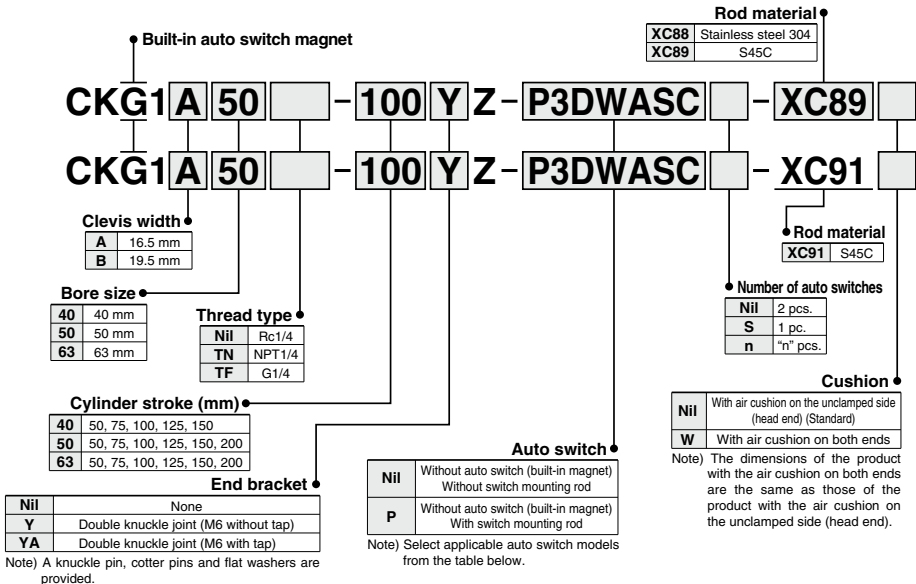 Rod material
XC88 Stainless steel 304
XC89 S45C
Built-in auto switch magnet
CKG1 A 50 – 100 Y Z – P3DWASC – XC89
CKG1 A 50 – 100 Y Z – P3DWASC – XC91
Clevis width
A 16.5 mm
B 19.5 mm
Rod material
XC91 S45C
Bore size
40 40 mm
50 50 mm
63 63 mm
Thread type
Nil Rc1/4
TN NPT1/4
TF G1/4
Number of auto switches
Nil 2 pcs.
S 1 pc.
n "n" pcs.
Cylinder stroke (mm)
40 50, 75, 100, 125, 150
50 50, 75, 100, 125, 150, 200
63 50, 75, 100, 125, 150, 200
Cushion
Nil With air cushion on the unclamped side
(head end) (Standard)
W With air cushion on both ends
Note) The dimensions of the product
with the air cushion on both ends
are the same as those of the
product with the air cushion on
the unclamped side (head end).
End bracket
Nil None
Y Double knuckle joint (M6 without tap)
YA Double knuckle joint (M6 with tap)
Note) A knuckle pin, cotter pins and flat washers are
provided.
Auto switch
Nil Without auto switch (built-in magnet)
Without switch mounting rod
P Without auto switch (built-in magnet)
With switch mounting rod
Note) Select applicable auto switch models
from the table below.